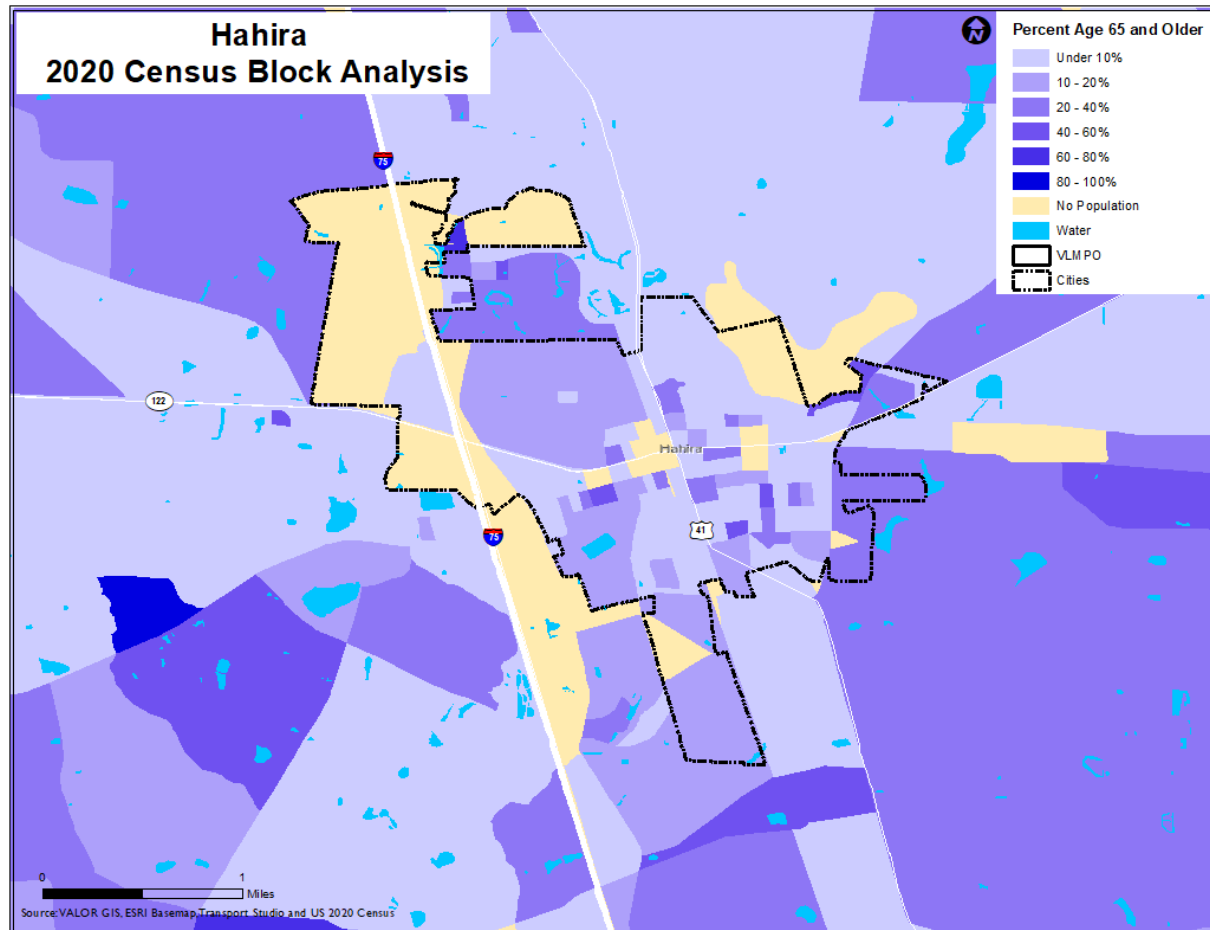 Hahira
2020 Census Block Analysis
N
Percent Age 65 and Older
Under 10%
10 - 20%
20 - 40%
40 - 60%
60 - 80%
80 - 100%
No Population
Water
VLMPO
Cities
75
122
Hahira
41
75
0 1
Miles
Source: VALOR GIS, ESRI Basemap, Transport Studio and US 2020 Census